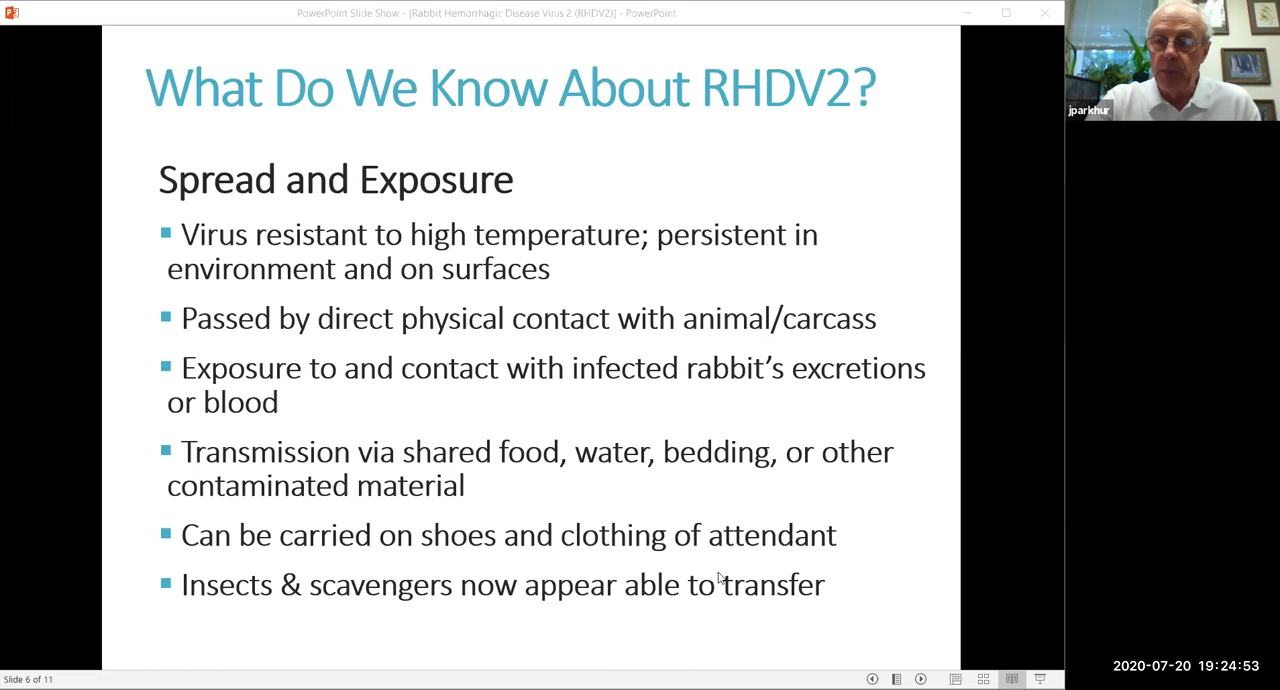 PowerPoint Slide Show - [Rabbit Hemorrhagic Disease Virus 2 (RHDV2)] - PowerPoint
What Do We Know About RHDV2?
Spread and Exposure
Virus resistant to high temperature; persistent in
environment and on surfaces
Passed by direct physical contact with animal/carcass
Exposure to and contact with infected rabbit’s excretions
or blood
Transmission via shared food, water, bedding, or other
contaminated material
Can be carried on shoes and clothing of attendant
Insects & scavengers now appear able to transfer
Slide 6 of 11
jparkhur
2020-07-20 19:24:53